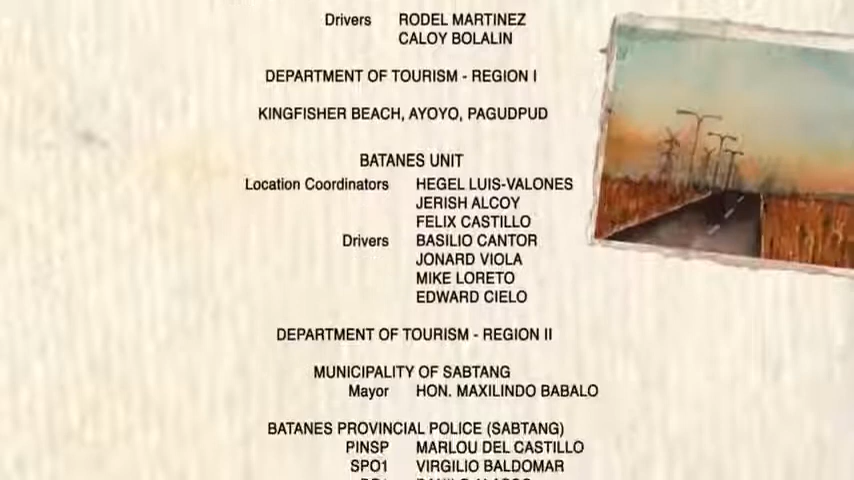 Drivers RODEL MARTINEZ
CALOY BOLALIN
DEPARTMENT OF TOURISM - REGION I
KINGFISHER BEACH, AYOYO, PAGUDPUD
BATANES UNIT
Location Coordinators HEGEL LUIS-VALONES
JERISH ALCOY
FELIX CASTILLO
Drivers BASILIO CANTOR
JONARD VIOLA
MIKE LORETO
EDWARD CIELO
DEPARTMENT OF TOURISM - REGION II
MUNICIPALITY OF SABTANG
Mayor HON. MAXILINDO BABALO
BATANES PROVINCIAL POLICE (SABTANG)
PINSP MARLOU DEL CASTILLO
SPO1 VIRGILIO BALDOMAR